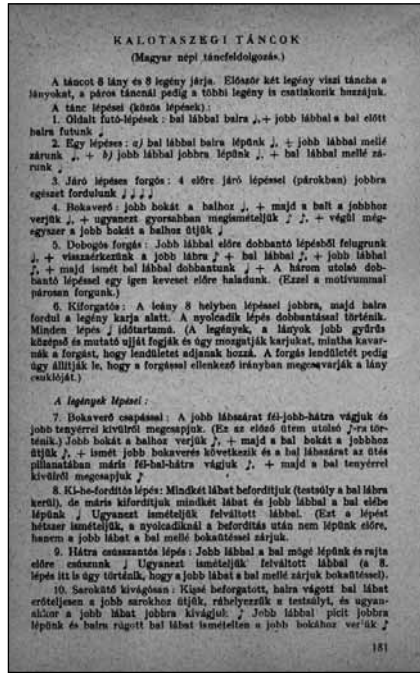 KALOTASZEGI TÁNCOK
(Magyar népi táncfeldolgozás.)
A táncot 8 lány és 8 legény járja. Először két legény viszi táncba a
lányokat, a páros táncnál pedig a többi legény is csatlakozik hozzájuk.
A tánc lépései (közös lépések):
1. Oldalt futó-lépések: bal lábbal balra ♩, + jobb lábbal a bal előtt
balra futunk ♩
2. Egy lépéses: a) bal lábbal balra lépünk ♩, + jobb lábbal mellé
zárunk ♩, + b) jobb lábbal jobbra lépünk ♩, + bal lábbal mellé zá-
runk ♩
3. Járó lépéses forgós: 4 előre járó lépéssel (párokban) jobbra
egészet fordulunk ♩ ♩ ♩ ♩
4. Bokaverő: jobb bokát a balhoz ♩, + majd a balt a jobbhoz
verjük ♩, + ugyanezt gyorsabban megismételjük ♪ ♪, + végül még-
egyszer a jobb bokát a balhoz ütjük ♩
5. Dobogós forgás: Jobb lábbal előre dobbantó lépésből felugrunk
♩, + visszaérkezünk a jobb lábra ♪ + bal lábbal ♪, + jobb lábbal
♪, + majd ismét bal lábbal dobbantunk ♩ + A három utolsó dob-
bantó lépéssel egy igen keveset előre haladunk. (Ezzel a motívummal
párosan forgunk.)
6. Kiforgatós: A leány 8 helyben lépéssel jobbra, majd balra
fordul a legény karja alatt. A nyolcadik lépés dobbantással történik.
Minden lépés ♩ időtartamú. (A legények, a lányok jobb gyűrűs
középső és mutató ujját fogják és úgy mozgatják karjukat, mintha kavar-
nák a forgást, hogy lendületet adjanak hozzá. A forgás lendületét pedig
úgy állítják le, hogy a forgással ellenkező irányban megcsavarják a lány
csuklóját.)
A legények lépései:
7. Bokaverő csapással: A jobb lábszárat fél-jobb-hátra vágjuk és
jobb tenyérrel kívülről megcsapjuk. (Ez az előző ütem utolsó ♪-ra tör-
ténik.) Jobb bokát a balhoz verjük ♪, + majd a bal bokát a jobbhoz
ütjük ♪, + ismét jobb bokaverés következik és a bal lábszárat az ütés
pillanatában máris fél-bal-hátra vágjuk ♪, + majd a bal tenyérrel
kívülről megcsapjuk ♪
8. Ki-be-fordítós lépés: Mindkét lábat befordítjuk (testsúly a bal lábra
kerül), de máris kifordítjuk mindkét lábat és jobb lábbal a bal elébe
lépünk ♩ Ugyanezt ismételjük felváltott lábbal. (Ezt a lépést
hétszer ismételjük, a nyolcadiknál a befordítás után nem lépünk előre,
hanem a jobb lábat a bal mellé bokaütéssel zárjuk.
9. Hátra csússzantós lépés: Jobb lábbal a bal mögé lépünk és rajta
előre csúszunk ♩ Ugyanezt ismételjük felváltott lábbal (a 8.
lépés itt is úgy történik, hogy a jobb lábat a bal mellé zárjuk bokaütéssel).
10. Sarokütő kivágósan: Kissé beforgatott, balra vágott bal lábat
erőteljesen a jobb sarokhoz ütjük, ráhelyezzük a testsúlyt, és ugyan-
akkor a jobb lábat jobbra kivágjuk ♪ Jobb lábbal picit jobbra
lépünk és balra rúgott bal lábat ismételten a jobb bokához verjük ♪
181